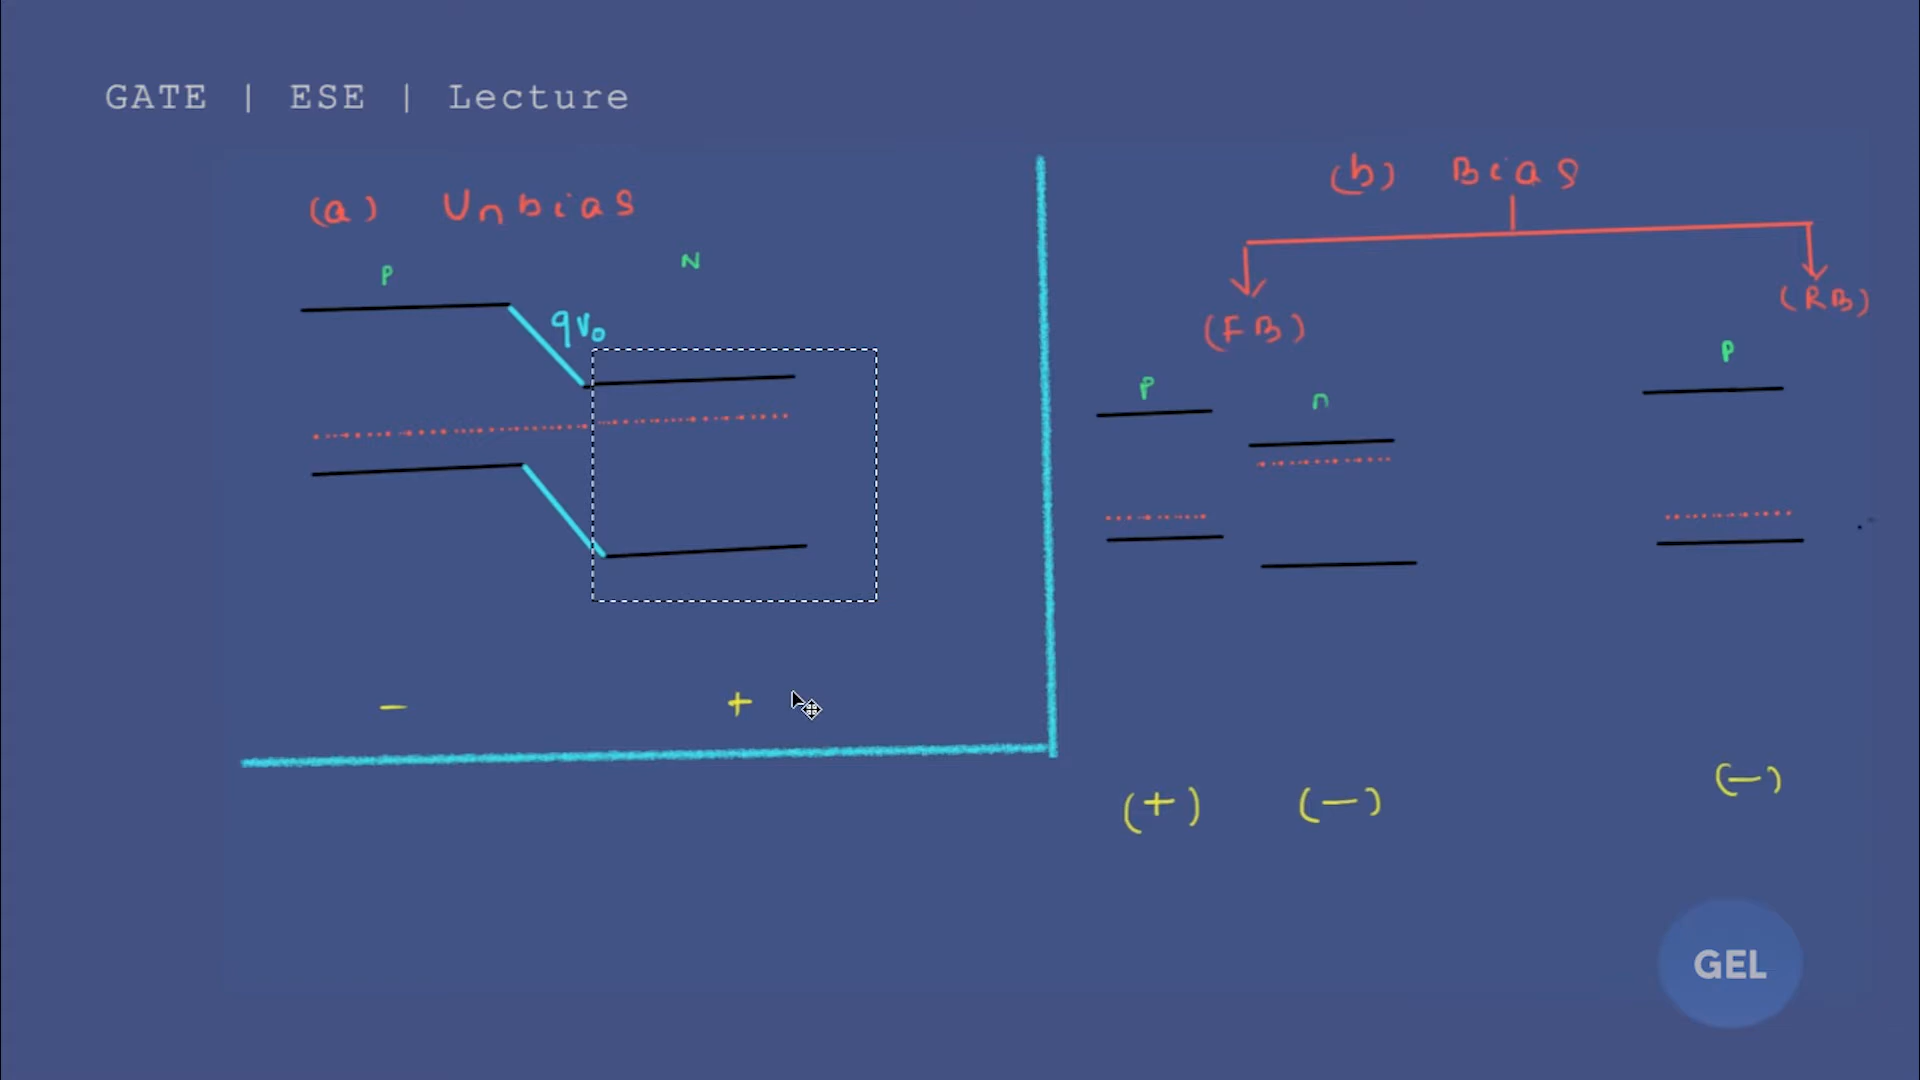 GATE | ESE | Lecture
(a) Unbias
P
N
qV₀
-
+
(b) Bias
(FB)
(RB)
P
n
P
(+)
(-)
(-)
GEL